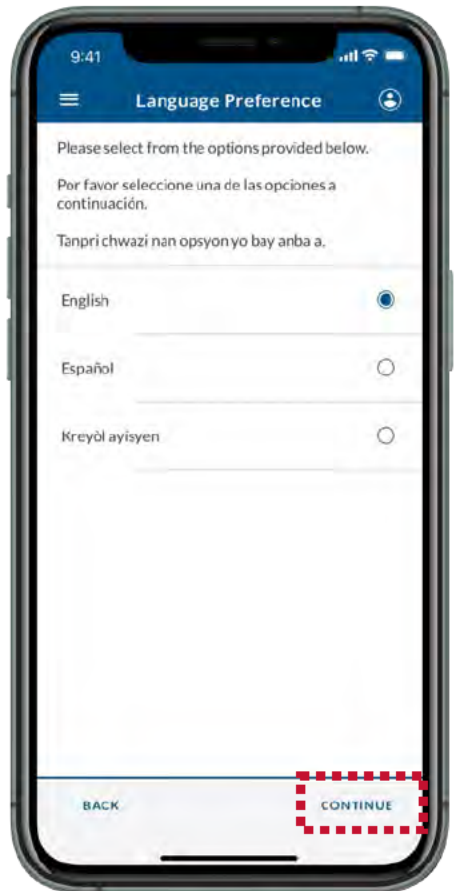 9:41
Language Preference
Please select from the options provided below.
Por favor seleccione una de las opciones a
continuación.
Tanpri chwazi nan opsyon yo bay anba a.
English
Español
Kreyòl ayisyen
BACK
CONTINUE